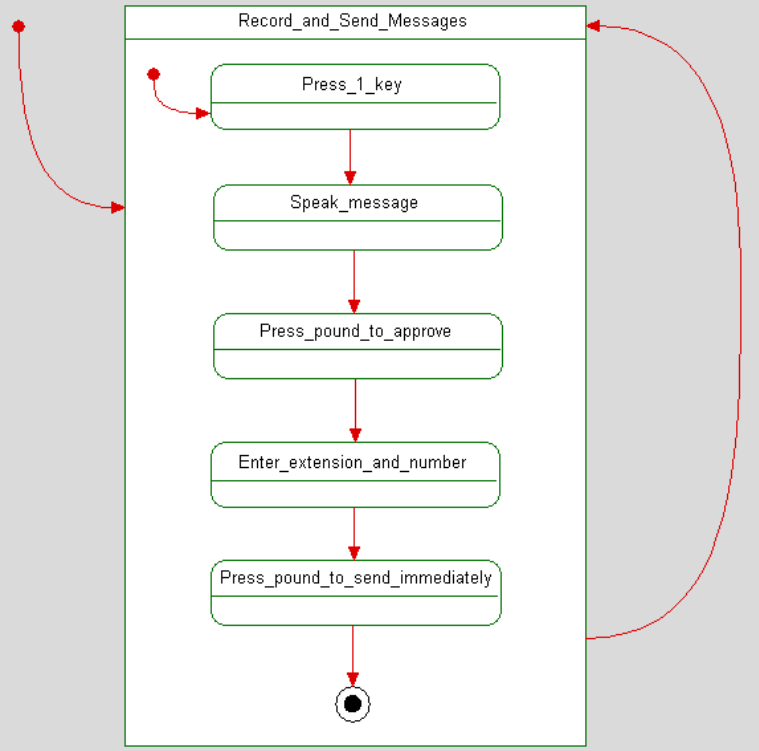 Record_and_Send_Messages
Press_1_key
Speak_message
Press_pound_to_approve
Enter_extension_and_number
Press_pound_to_send_immediately